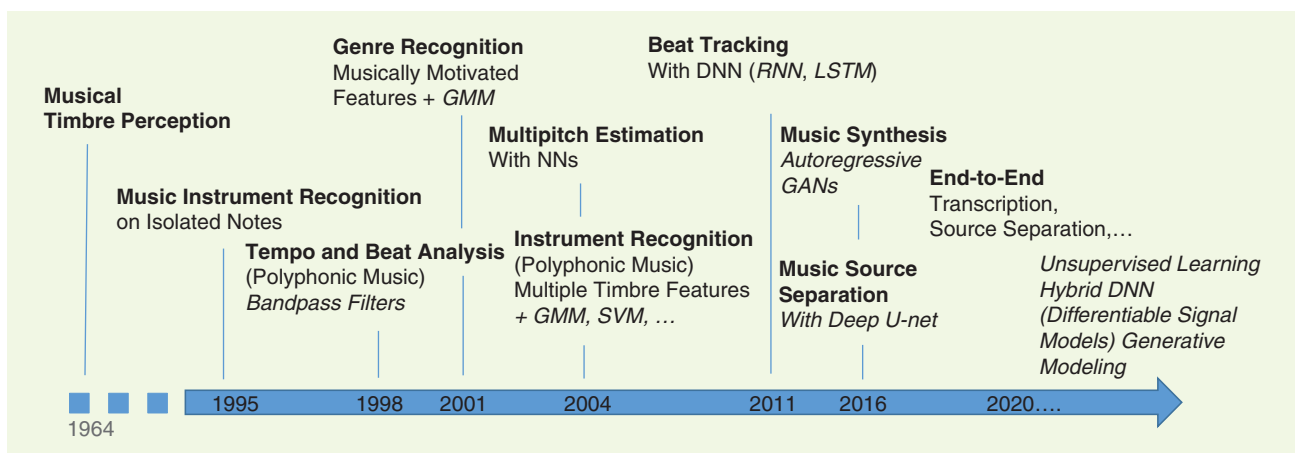 Musical
Timbre Perception
Music Instrument Recognition
on Isolated Notes
Tempo and Beat Analysis
(Polyphonic Music)
Bandpass Filters
Genre Recognition
Musically Motivated
Features + GMM
Multipitch Estimation
With NNs
Instrument Recognition
(Polyphonic Music)
Multiple Timbre Features
+ GMM, SVM, …
Beat Tracking
With DNN (RNN, LSTM)
Music Synthesis
Autoregressive
GANs
Music Source
Separation
With Deep U-net
End-to-End
Transcription,
Source Separation,…
Unsupervised Learning
Hybrid DNN
(Differentiable Signal
Models) Generative
Modeling
1964
1995
1998
2001
2004
2011
2016
2020....